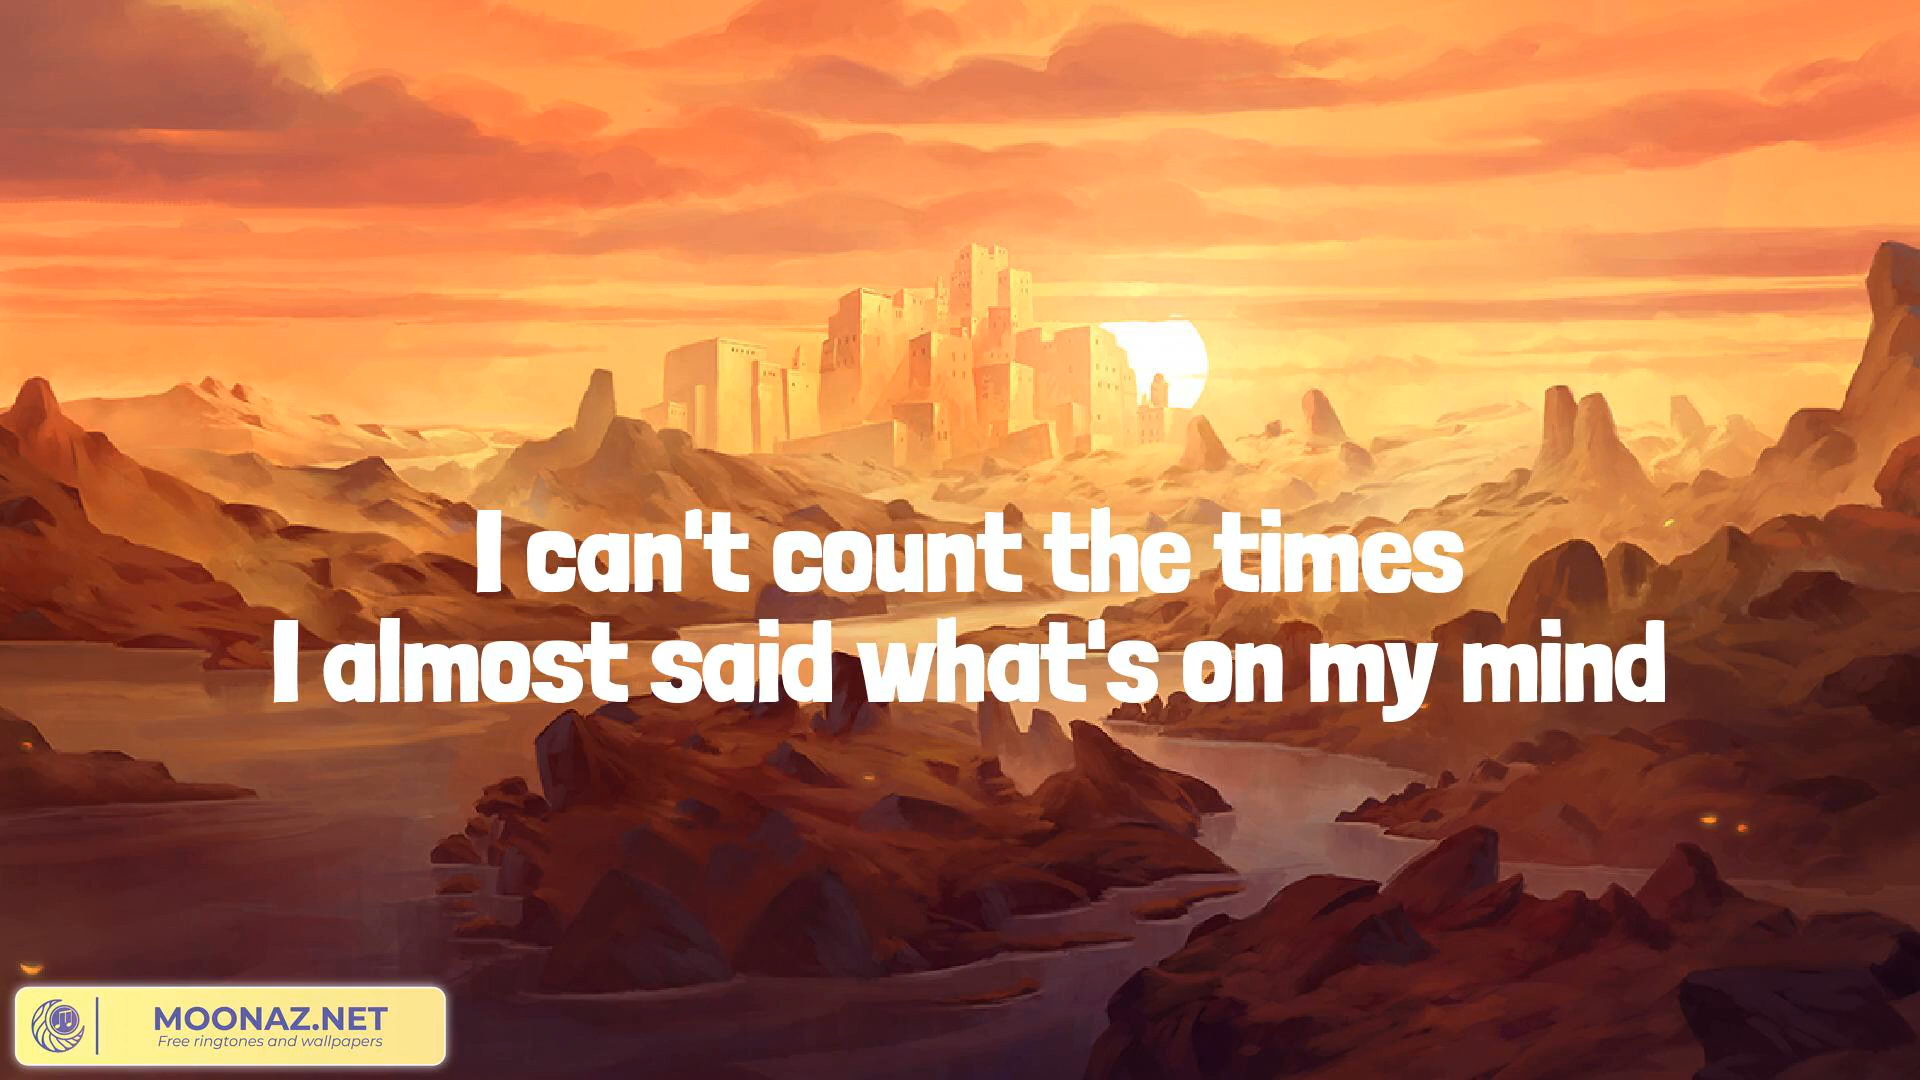 I can't count the times
I almost said what's on my mind
MOONAZ.NET
Free ringtones and wallpapers